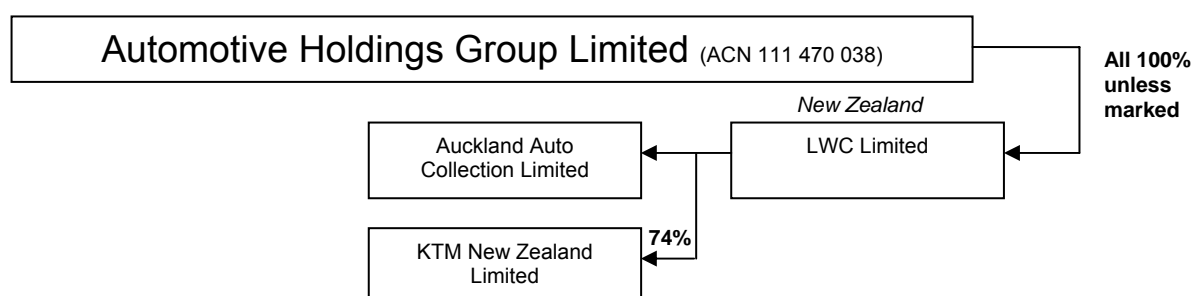 Automotive Holdings Group Limited (ACN 111 470 038)
All 100%
unless
marked
New Zealand
Auckland Auto
Collection Limited
LWC Limited
74%
KTM New Zealand
Limited